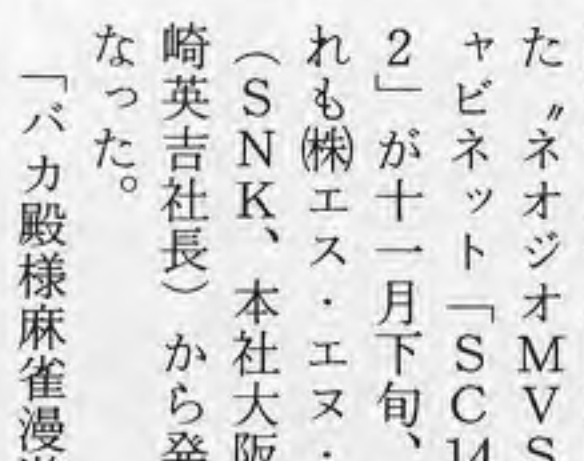 た〝ネオジオMVS
ャビネット「SC14
2」が十一月下旬、
れも㈱エス・エヌ・
（SNK、本社大阪
崎英吉社長）から発
なった。
「バカ殿様麻雀漫